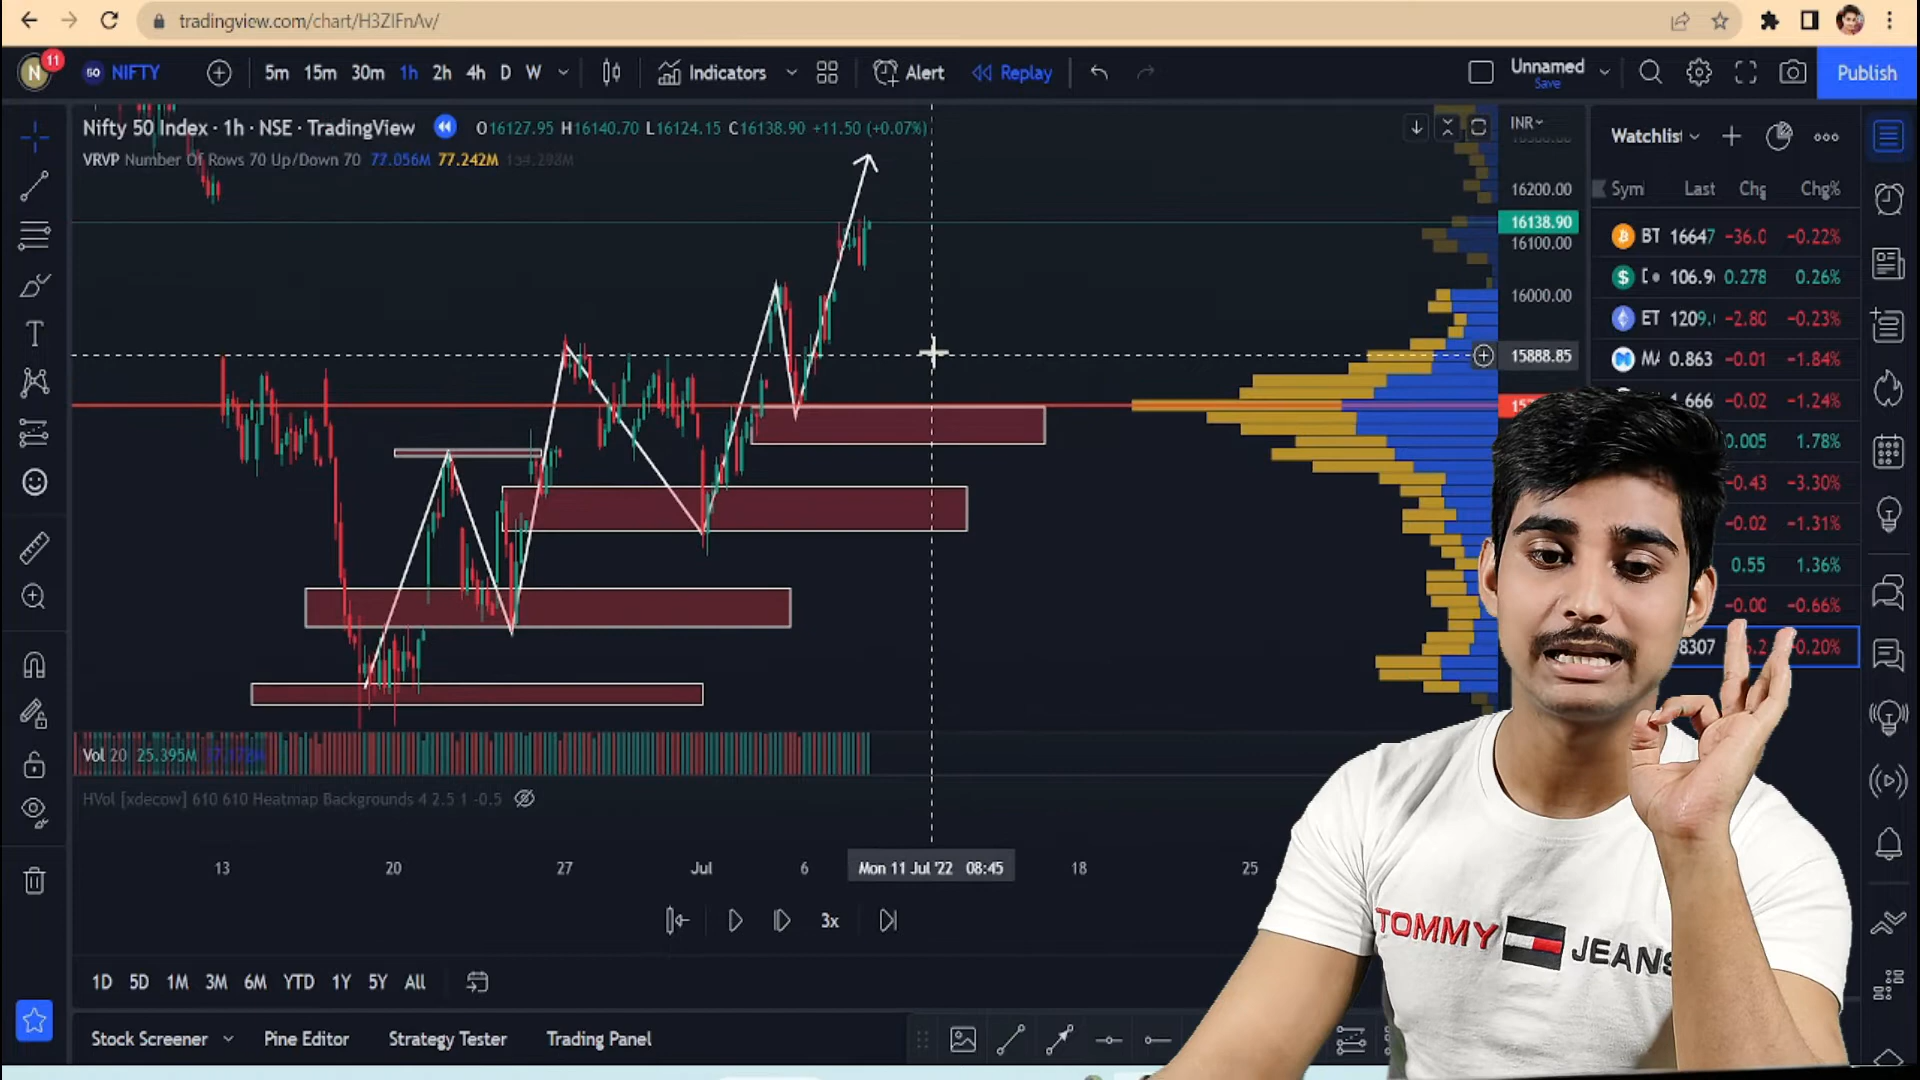 tradingview.com/chart/H3ZIFnAv/
N 11 50 NIFTY 5m 15m 30m 1h 2h 4h D W Indicators Alert Replay Unnamed Save Publish
Nifty 50 Index · 1h · NSE · TradingView O16127.95 H16140.70 L16124.15 C16138.90 +11.50 (+0.07%)
VRVP Number Of Rows 70 Up/Down 70 77.056M 77.242M
INR
16200.00
16138.90
16100.00
16000.00
15888.85
Watchlist
Sym Last Chg Chg%
BT 16647 -36.0 -0.22%
106.9 0.278 0.26%
ET 1209. -2.80 -0.23%
MA 0.863 -0.01 -1.84%
1.666 -0.02 -1.24%
0.005 1.78%
-0.43 -3.30%
-0.02 -1.31%
0.55 1.36%
-0.00 -0.66%
8307 -0.20%
Vol 20 25.395M
HVol [xdecow] 610 610 Heatmap Backgrounds 4 2.5 1 -0.5
13 20 27 Jul 6 Mon 11 Jul '22 08:45 18 25
3x
TOMMY JEANS
1D 5D 1M 3M 6M YTD 1Y 5Y All
Stock Screener Pine Editor Strategy Tester Trading Panel